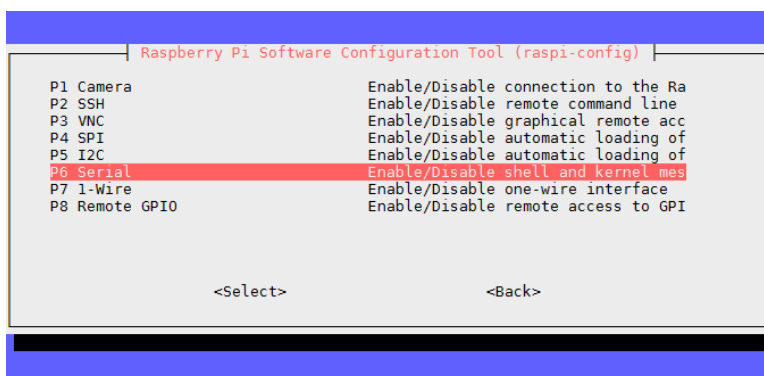 Raspberry Pi Software Configuration Tool (raspi-config)
P1 Camera Enable/Disable connection to the Ra
P2 SSH Enable/Disable remote command line
P3 VNC Enable/Disable graphical remote acc
P4 SPI Enable/Disable automatic loading of
P5 I2C Enable/Disable automatic loading of
P6 Serial Enable/Disable shell and kernel mes
P7 1-Wire Enable/Disable one-wire interface
P8 Remote GPIO Enable/Disable remote access to GPI
<Select> <Back>